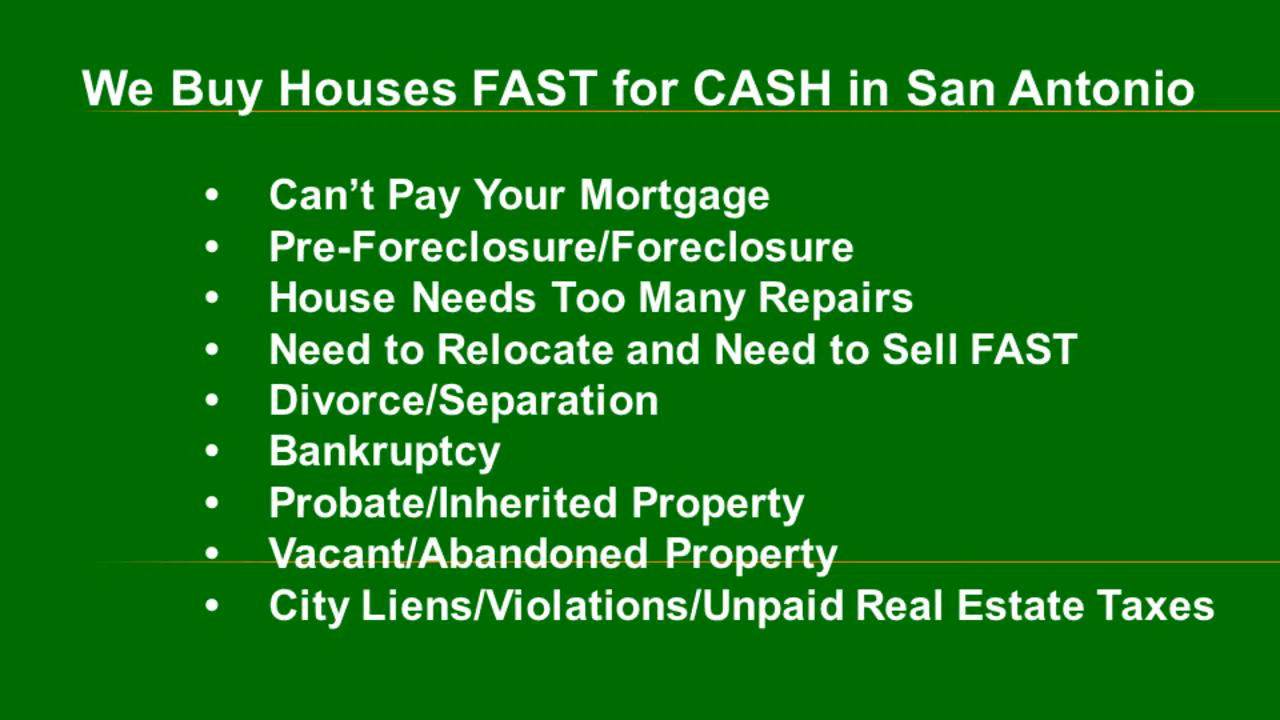 We Buy Houses FAST for CASH in San Antonio
• Can’t Pay Your Mortgage
• Pre-Foreclosure/Foreclosure
• House Needs Too Many Repairs
• Need to Relocate and Need to Sell FAST
• Divorce/Separation
• Bankruptcy
• Probate/Inherited Property
• Vacant/Abandoned Property
• City Liens/Violations/Unpaid Real Estate Taxes